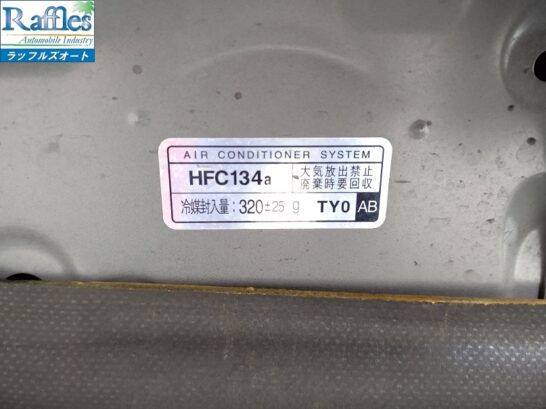 Raffles
Automobile Industry
ラッフルズオート
AIR CONDITIONER SYSTEM
HFC134a
大気放出禁止
廃棄時要回収
冷媒封入量:320±25 g TY0 AB